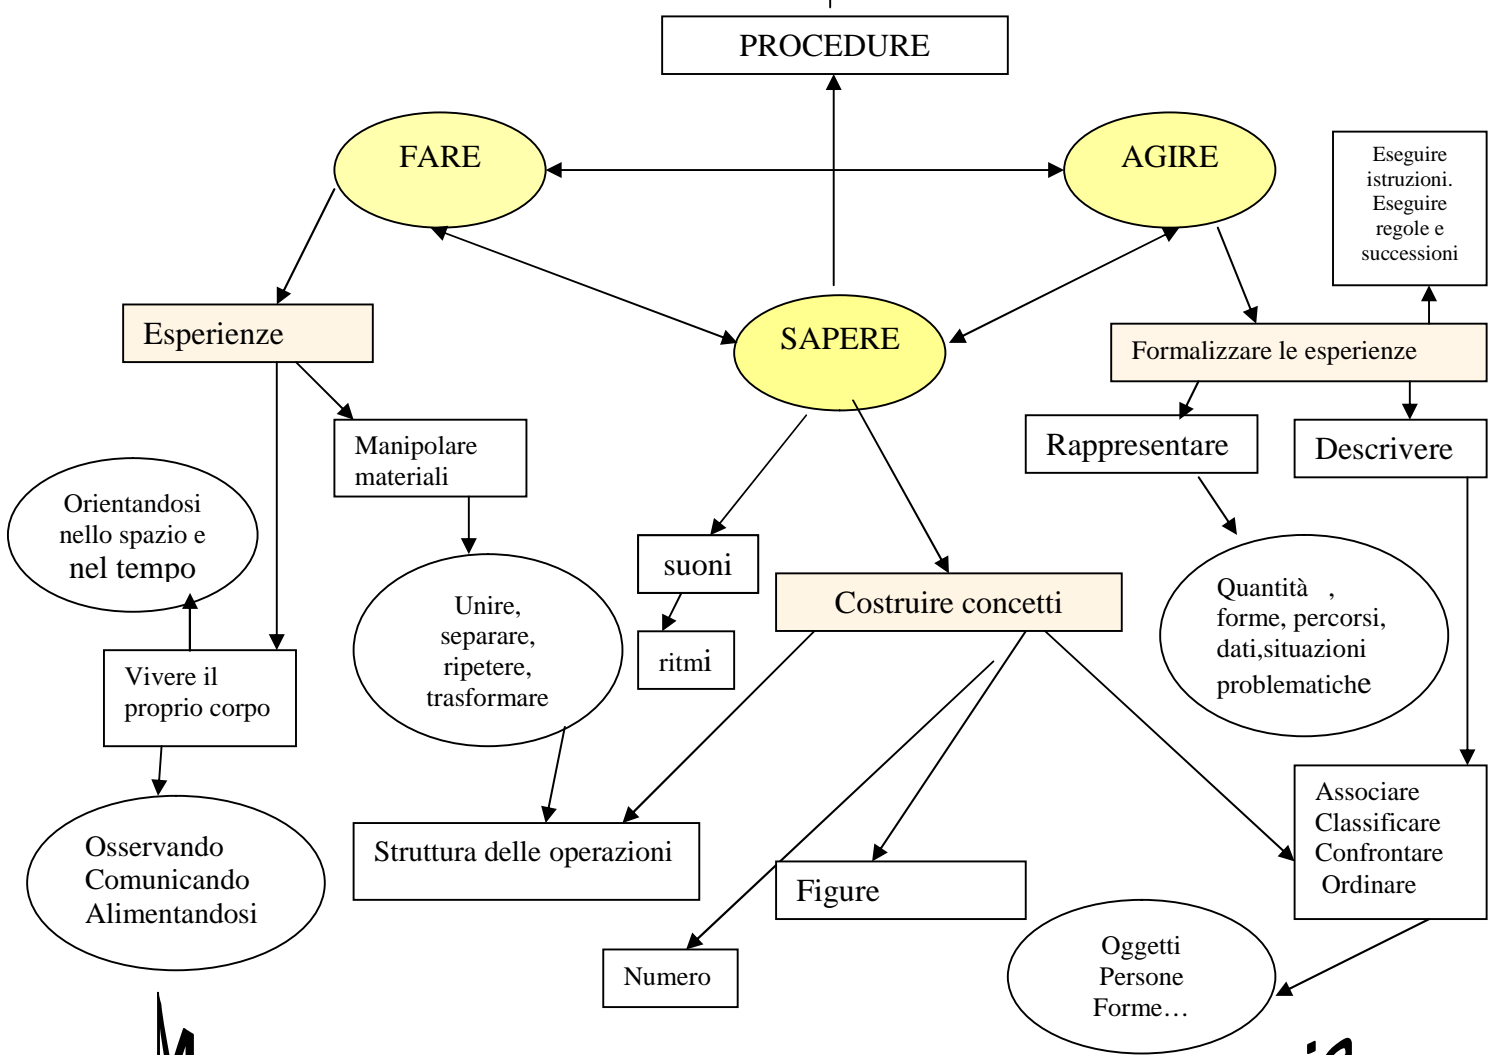 PROCEDURE
FARE
AGIRE
Eseguire
istruzioni.
Eseguire
regole e
successioni
Esperienze
SAPERE
Formalizzare le esperienze
Manipolare
materiali
Rappresentare
Descrivere
Orientandosi
nello spazio e
nel tempo
suoni
Costruire concetti
Quantità ,
forme, percorsi,
dati,situazioni
problematiche
Unire,
separare,
ripetere,
trasformare
ritmi
Vivere il
proprio corpo
Associare
Classificare
Confrontare
Ordinare
Struttura delle operazioni
Osservando
Comunicando
Alimentandosi
Figure
Numero
Oggetti
Persone
Forme…